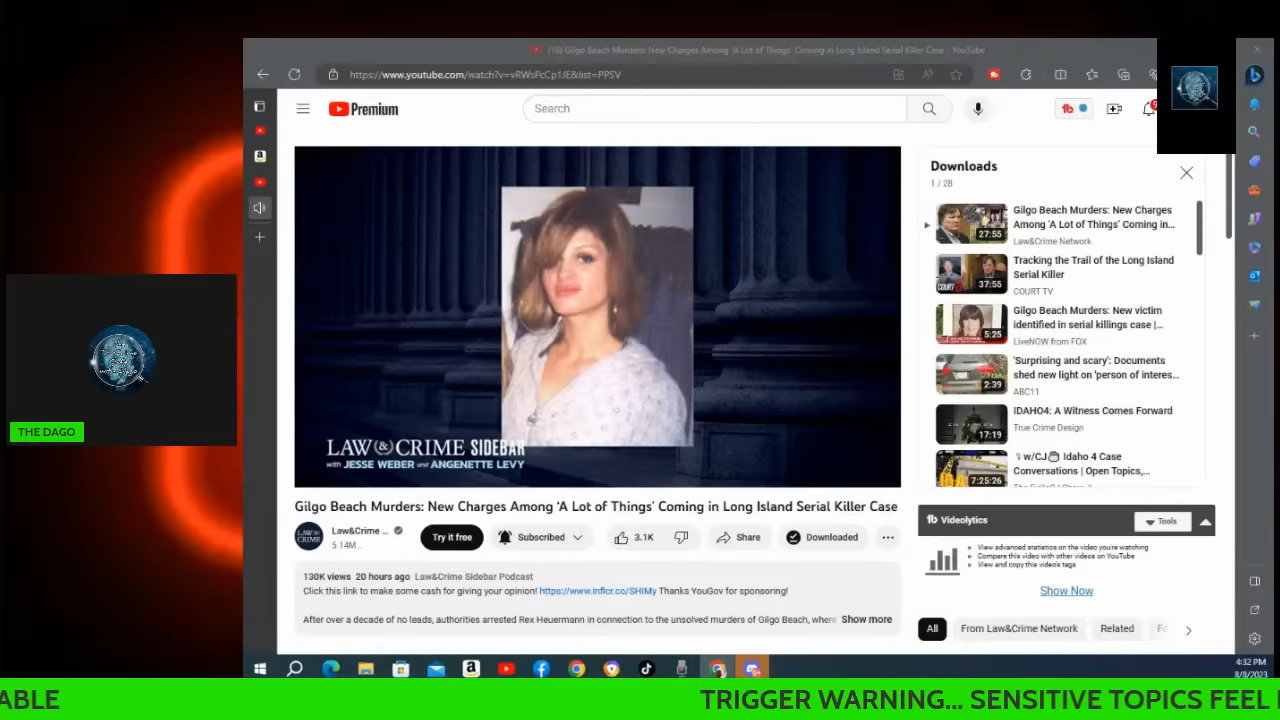 (16) Gilgo Beach Murders: New Charges Among 'A Lot of Things' Coming in Long Island Serial Killer Case - YouTube
https://www.youtube.com/watch?v=vRWsPcCp1JE&list=PPSV
Premium
Search
Downloads
1 / 28
27:55
Gilgo Beach Murders: New Charges
Among 'A Lot of Things' Coming in...
Law&Crime Network
COURT
37:55
Tracking the Trail of the Long Island
Serial Killer
COURT TV
5:25
Gilgo Beach Murders: New victim
identified in serial killings case |...
LiveNOW from FOX
2:39
'Surprising and scary': Documents
shed new light on 'person of interes...
ABC11
17:19
IDAHO4: A Witness Comes Forward
True Crime Design
7:25:26
w/CJ Idaho 4 Case
Conversations | Open Topics,...
LAW & CRIME SIDEBAR
with JESSE WEBER and ANGENETTE LEVY
THE DAGO
Gilgo Beach Murders: New Charges Among 'A Lot of Things' Coming in Long Island Serial Killer Case
LAW& CRIME
Law&Crime ...
5.14M...
Try it free
Subscribed
3.1K
Share
Downloaded
130K views 20 hours ago Law&Crime Sidebar Podcast
Click this link to make some cash for giving your opinion! https://www.inflcr.co/SHIMy Thanks YouGov for sponsoring!
After over a decade of no leads, authorities arrested Rex Heuermann in connection to the unsolved murders of Gilgo Beach, where Show more
Videolytics
Tools
View advanced statistics on the video you're watching
Compare this video with other videos on YouTube
View and copy this video's tags
Show Now
All
From Law&Crime Network
Related
Fo
4:32 PM
8/8/2023
ABLE
TRIGGER WARNING... SENSITIVE TOPICS FEEL